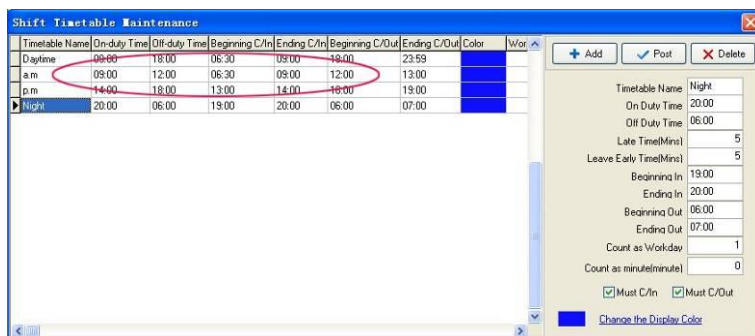 Shift Timetable Maintenance
Timetable Name On-duty Time Off-duty Time Beginning C/In Ending C/In Beginning C/Out Ending C/Out Color Wor
Daytime 09:00 18:00 06:30 09:00 18:00 23:59
a.m 09:00 12:00 06:30 09:00 12:00 13:00
p.m 14:00 18:00 13:00 14:00 18:00 19:00
Night 20:00 06:00 19:00 20:00 06:00 07:00
Add Post Delete
Timetable Name Night
On Duty Time 20:00
Off Duty Time 06:00
Late Time(Mins) 5
Leave Early Time(Mins) 5
Beginning In 19:00
Ending In 20:00
Beginning Out 06:00
Ending Out 07:00
Count as Workday 1
Count as minute(minute) 0
Must C/In Must C/Out
Change the Display Color